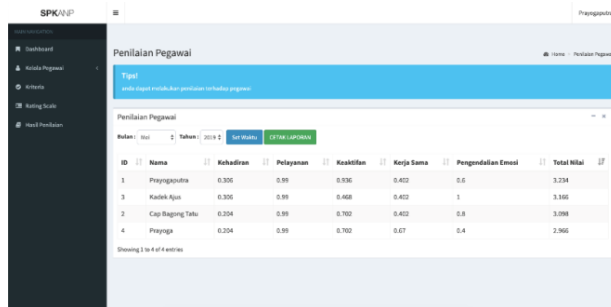 SPKANP
Prayogaputra
MAIN NAVIGATION
Dashboard
Kelola Pegawai
Kriteria
Rating Scale
Hasil Penilaian
Penilaian Pegawai
Home > Penilaian Pegawai
Tips!
anda dapat melakukan penilaian terhadap pegawai
Penilaian Pegawai
Bulan : Mei Tahun : 2019 Set Waktu CETAK LAPORAN
ID Nama Kehadiran Pelayanan Keaktifan Kerja Sama Pengendalian Emosi Total Nilai
1 Prayogaputra 0.306 0.99 0.936 0.402 0.6 3.234
3 Kadek Ajus 0.306 0.99 0.468 0.402 1 3.166
2 Cap Bagong Tatu 0.204 0.99 0.702 0.402 0.8 3.098
4 Prayoga 0.204 0.99 0.702 0.67 0.4 2.966
Showing 1 to 4 of 4 entries